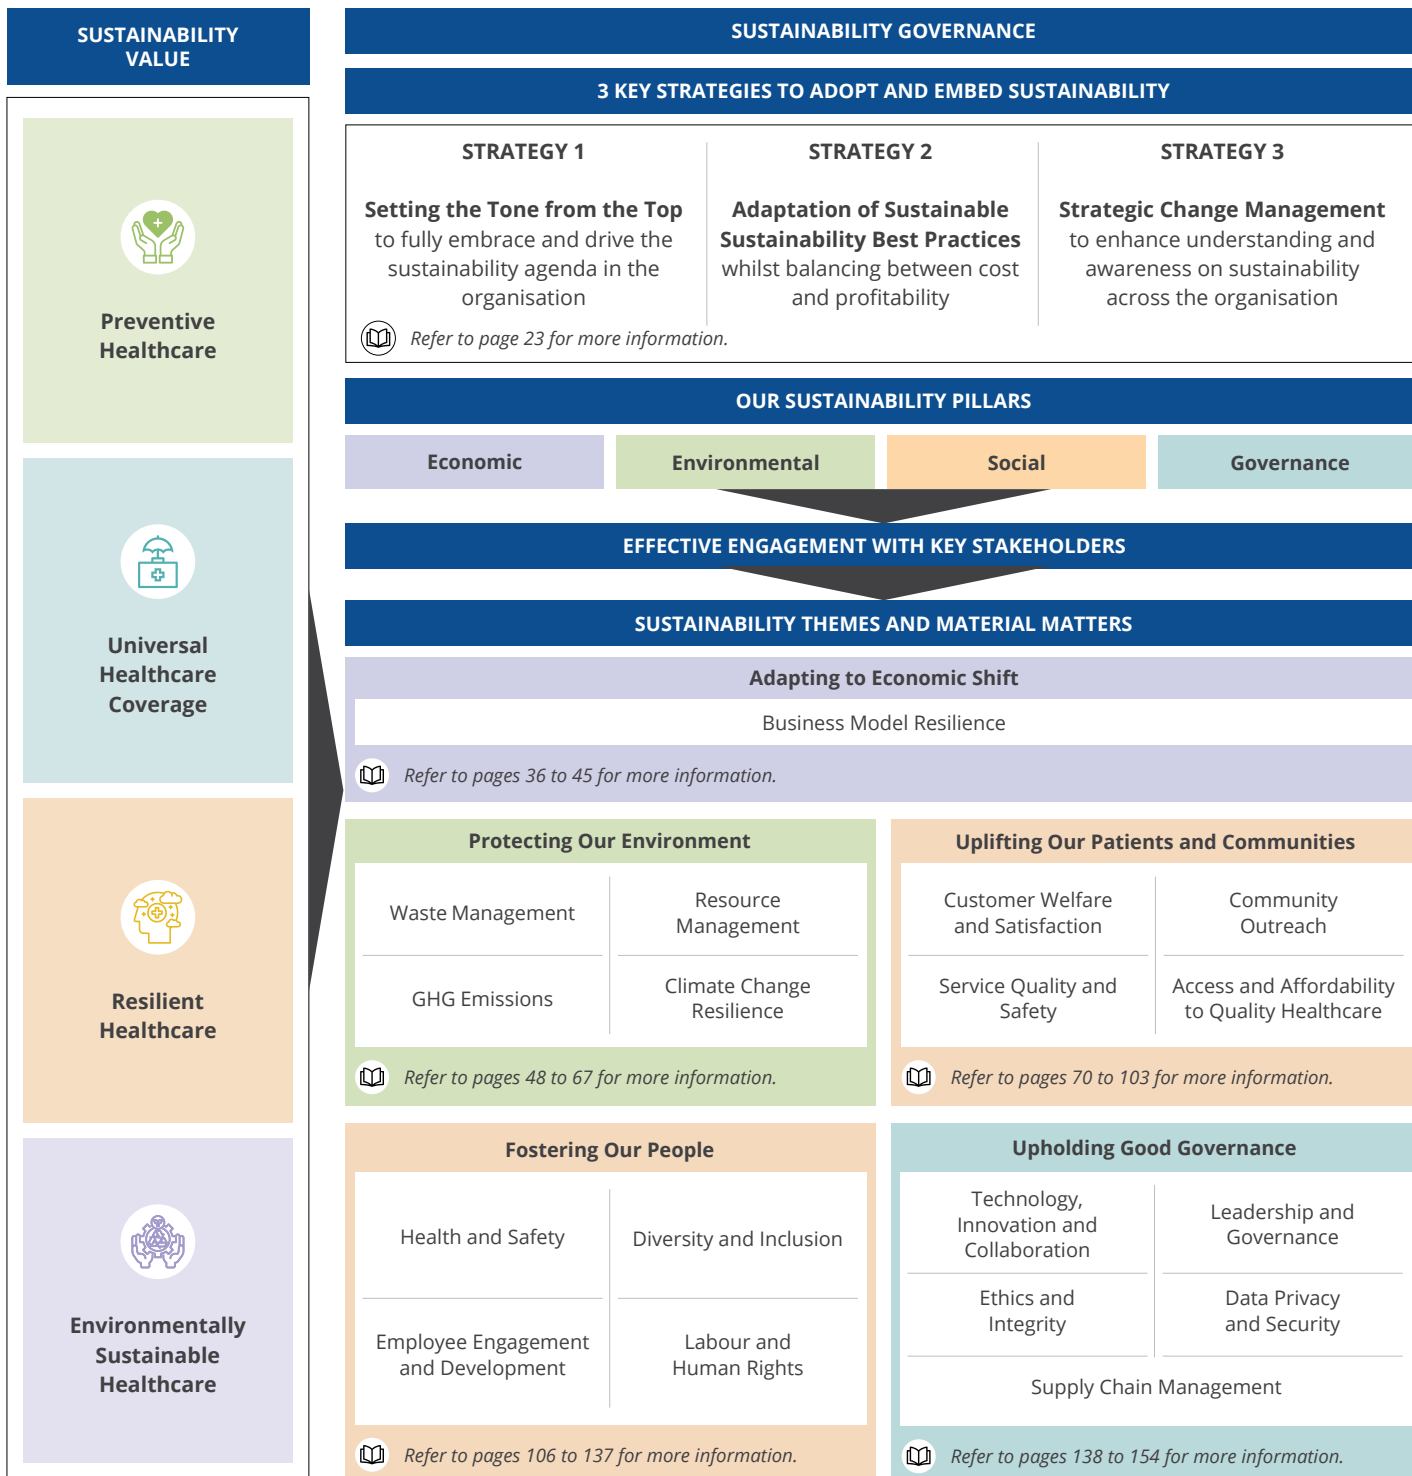 SUSTAINABILITY
VALUE
Preventive
Healthcare
Universal
Healthcare
Coverage
Resilient
Healthcare
Environmentally
Sustainable
Healthcare
SUSTAINABILITY GOVERNANCE
3 KEY STRATEGIES TO ADOPT AND EMBED SUSTAINABILITY
STRATEGY 1
Setting the Tone from the Top
to fully embrace and drive the
sustainability agenda in the
organisation
STRATEGY 2
Adaptation of Sustainable
Sustainability Best Practices
whilst balancing between cost
and profitability
STRATEGY 3
Strategic Change Management
to enhance understanding and
awareness on sustainability
across the organisation
Refer to page 23 for more information.
OUR SUSTAINABILITY PILLARS
Economic
Environmental
Social
Governance
EFFECTIVE ENGAGEMENT WITH KEY STAKEHOLDERS
SUSTAINABILITY THEMES AND MATERIAL MATTERS
Adapting to Economic Shift
Business Model Resilience
Refer to pages 36 to 45 for more information.
Protecting Our Environment
Waste Management
Resource
Management
GHG Emissions
Climate Change
Resilience
Refer to pages 48 to 67 for more information.
Uplifting Our Patients and Communities
Customer Welfare
and Satisfaction
Community
Outreach
Service Quality and
Safety
Access and Affordability
to Quality Healthcare
Refer to pages 70 to 103 for more information.
Fostering Our People
Health and Safety
Diversity and Inclusion
Employee Engagement
and Development
Labour and
Human Rights
Refer to pages 106 to 137 for more information.
Upholding Good Governance
Technology,
Innovation and
Collaboration
Leadership and
Governance
Ethics and
Integrity
Data Privacy
and Security
Supply Chain Management
Refer to pages 138 to 154 for more information.